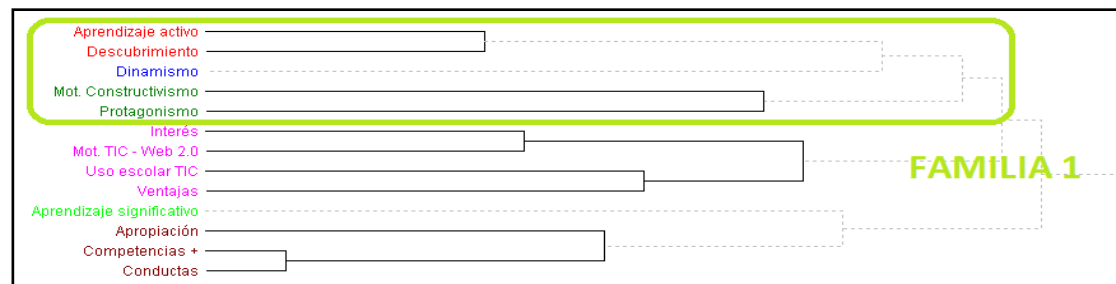 Aprendizaje activo
Descubrimiento
Dinamismo
Mot. Constructivismo
Protagonismo
Interés
Mot. TIC - Web 2.0
Uso escolar TIC
Ventajas
Aprendizaje significativo
Apropiación
Competencias +
Conductas
FAMILIA 1